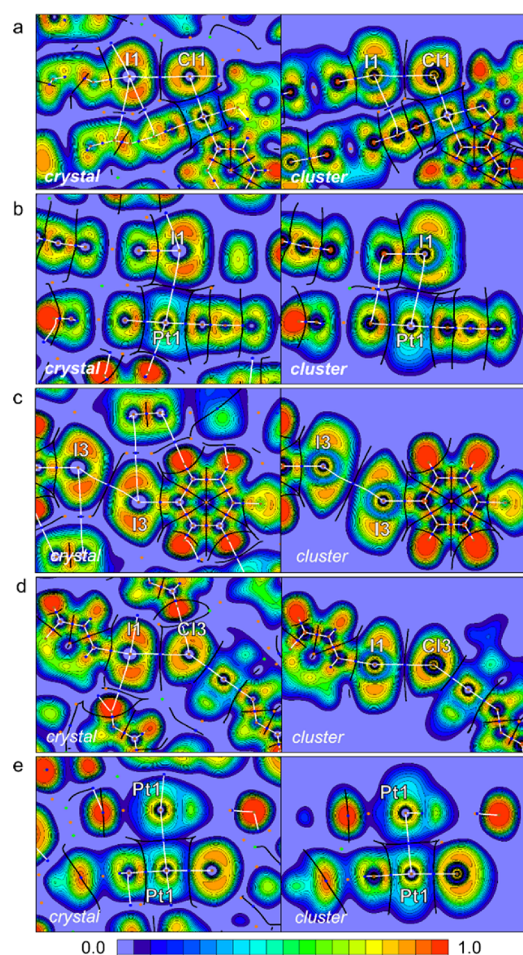 a
I1 Cl1 I1 Cl1
crystal cluster
b
I1 I1
Pt1 Pt1
crystal cluster
c
I3 I3
I3 I3
crystal cluster
d
I1 Cl3 I1 Cl3
crystal cluster
e
Pt1 Pt1
Pt1 Pt1
crystal cluster
0.0 1.0